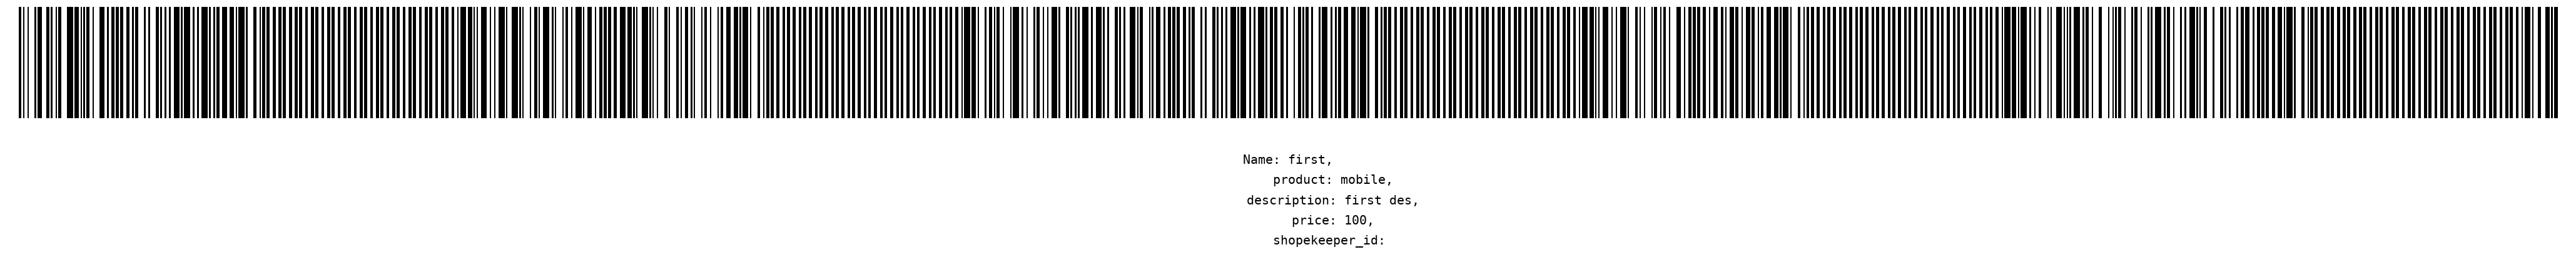 Name: first,
product: mobile,
description: first des,
price: 100,
shopekeeper_id: